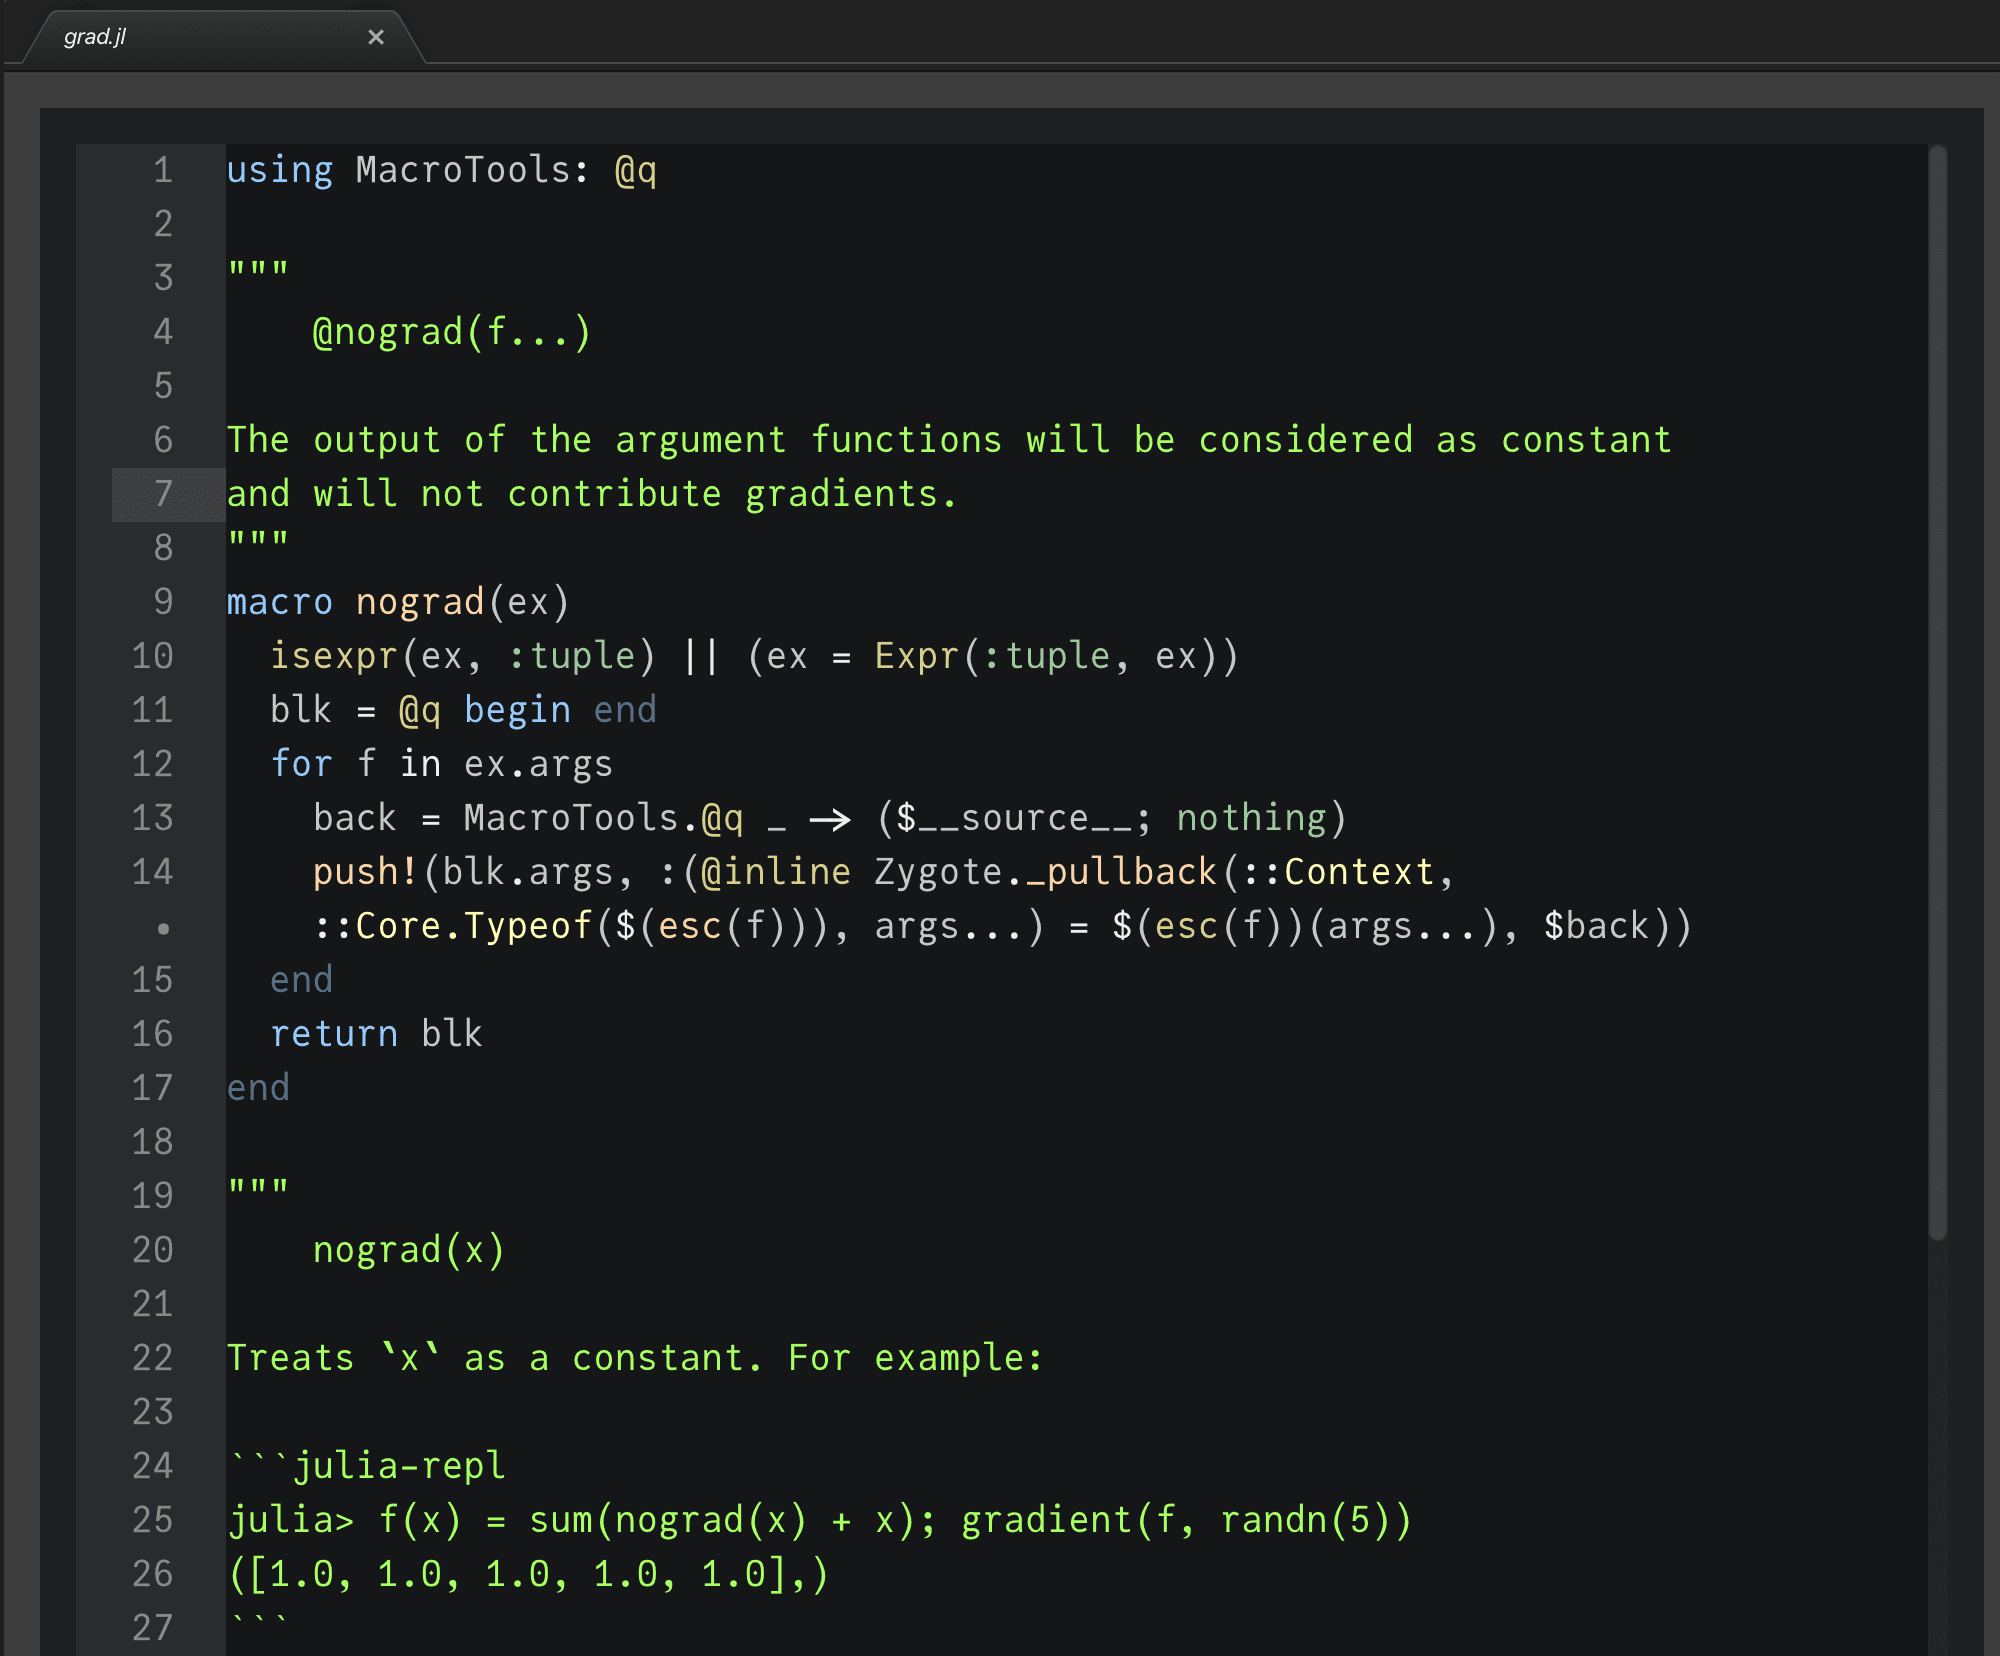 grad.jl ×
1 using MacroTools: @q
2
3 """
4     @nograd(f...)
5
6 The output of the argument functions will be considered as constant
7 and will not contribute gradients.
8 """
9 macro nograd(ex)
10   isexpr(ex, :tuple) || (ex = Expr(:tuple, ex))
11   blk = @q begin end
12   for f in ex.args
13     back = MacroTools.@q _ -> ($__source__; nothing)
14     push!(blk.args, :(@inline Zygote._pullback(::Context,
•     ::Core.Typeof($(esc(f))), args...) = $(esc(f))(args...), $back))
15   end
16   return blk
17 end
18
19 """
20     nograd(x)
21
22 Treats `x` as a constant. For example:
23
24 ```julia-repl
25 julia> f(x) = sum(nograd(x) + x); gradient(f, randn(5))
26 ([1.0, 1.0, 1.0, 1.0, 1.0],)
27 ```